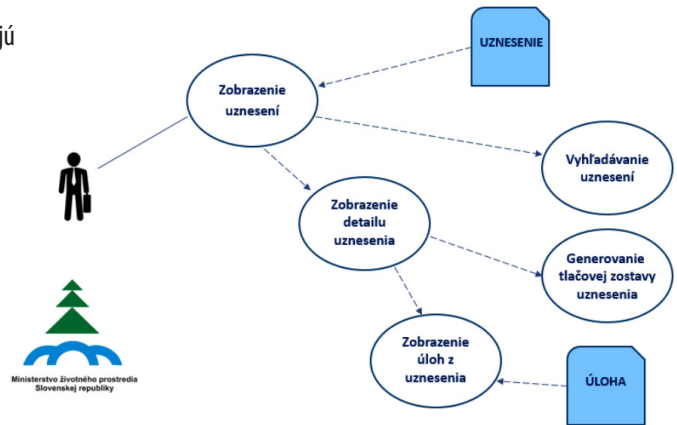 jú
UZNESENIE
Zobrazenie
uznesení
Vyhľadávanie
uznesení
Zobrazenie
detailu
uznesenia
Generovanie
tlačovej zostavy
uznesenia
Zobrazenie
úloh z
uznesenia
ÚLOHA
Ministerstvo životného prostredia
Slovenskej republiky